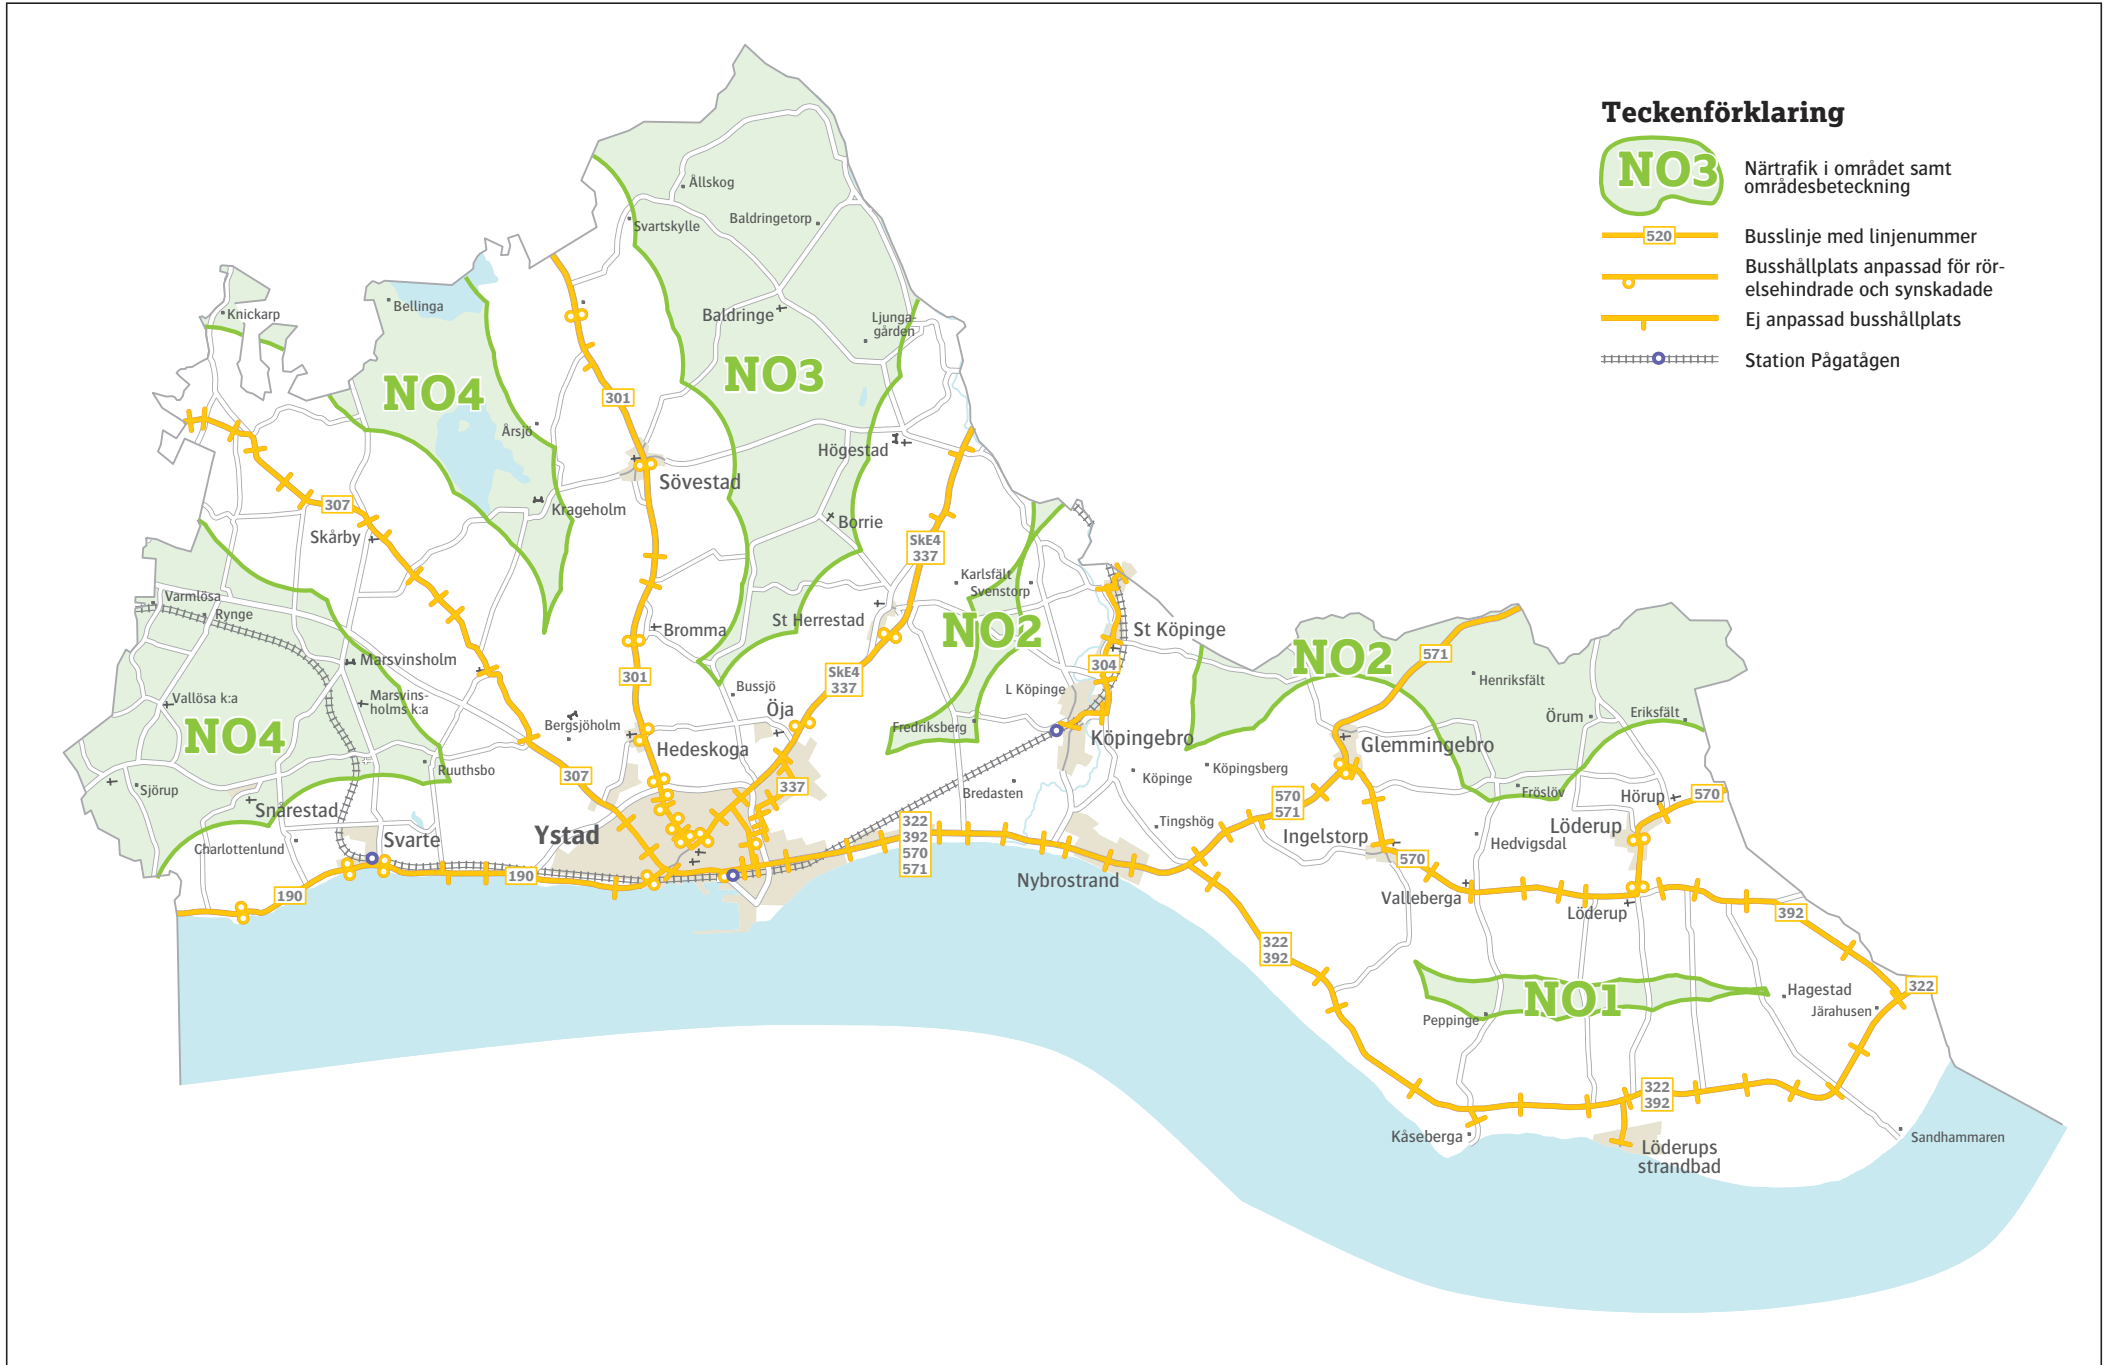 Teckenförklaring
NO3
Närtrafik i området samt
områdesbeteckning
520
Busslinje med linjenummer
Busshållplats anpassad för rör-
elsehindrade och synskadade
Ej anpassad busshållplats
Station Pågatågen
Ållskog
Svartskylle
Baldringetorp
Knickarp
Bellinga
Baldringe
Ljunga-
gården
NO4
NO3
301
Årsjö
Högestad
Sövestad
307
Krageholm
Skårby
Borrie
SkE4
337
Karlsfält
Svenstorp
Varmlösa
Rynge
St Herrestad
NO2
Bromma
St Köpinge
Marsvinsholm
304
NO2
571
301
SkE4
337
Henriksfält
Vallösa k:a
Marsvins-
holms k:a
Bussjö
L Köpinge
Öja
Örum
Eriksfält
NO4
Bergsjöholm
Fredriksberg
Hedeskoga
Köpingebro
Glemmingebro
Ruuthsbo
307
Köpinge
Köpingsberg
Sjörup
337
Bredasten
Fröslöv
Hörup
570
570
571
Snårestad
Ystad
322
392
570
571
Tingshög
Ingelstorp
Löderup
Svarte
Hedvigsdal
Charlottenlund
570
190
190
Nybrostrand
Valleberga
Löderup
392
322
392
NO1
Hagestad
322
Järahusen
Peppinge
322
392
Kåseberga
Löderups
strandbad
Sandhammaren